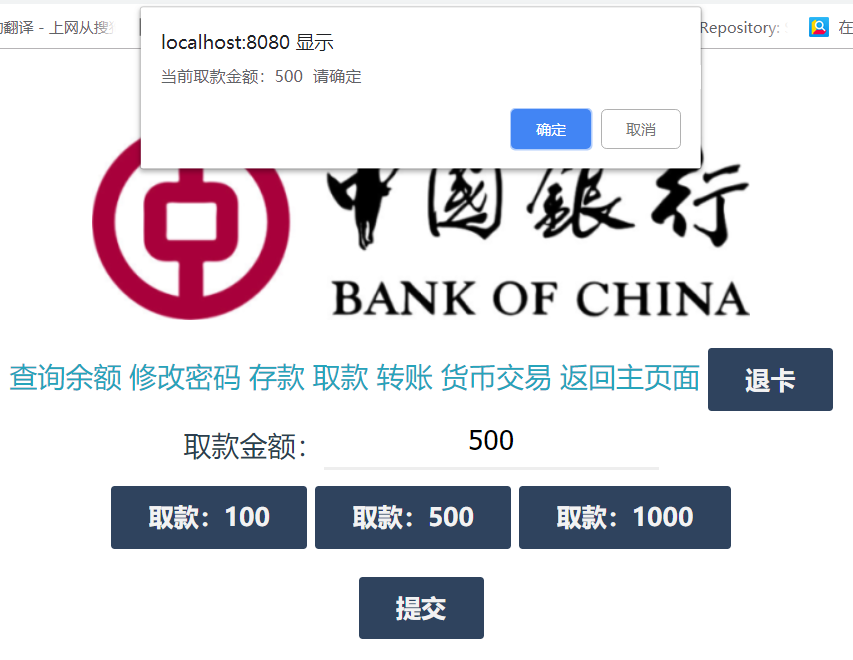 的翻译 - 上网从搜
Repository:
在
localhost:8080 显示
当前取款金额：500 请确定
确定 取消
中國銀行
BANK OF CHINA
查询余额 修改密码 存款 取款 转账 货币交易 返回主页面 退卡
取款金额： 500
取款：100 取款：500 取款：1000
提交